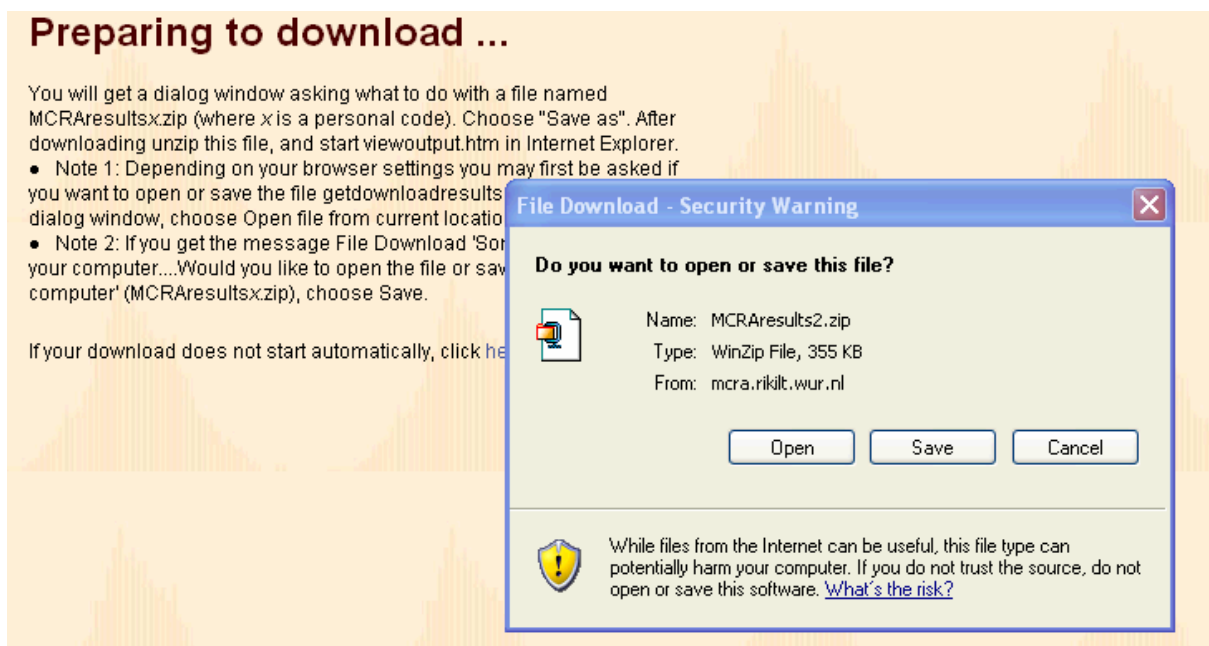 Preparing to download ...
You will get a dialog window asking what to do with a file named
MCRAresultsx.zip (where x is a personal code). Choose "Save as". After
downloading unzip this file, and start viewoutput.htm in Internet Explorer.
● Note 1: Depending on your browser settings you may first be asked if
you want to open or save the file getdownloadresults
dialog window, choose Open file from current locatio
● Note 2: If you get the message File Download 'Sor
your computer....Would you like to open the file or sav
computer' (MCRAresultsx.zip), choose Save.
If your download does not start automatically, click he
File Download - Security Warning
Do you want to open or save this file?
Name: MCRAresults2.zip
Type: WinZip File, 355 KB
From: mcra.rikilt.wur.nl
Open Save Cancel
While files from the Internet can be useful, this file type can
potentially harm your computer. If you do not trust the source, do not
open or save this software. What's the risk?